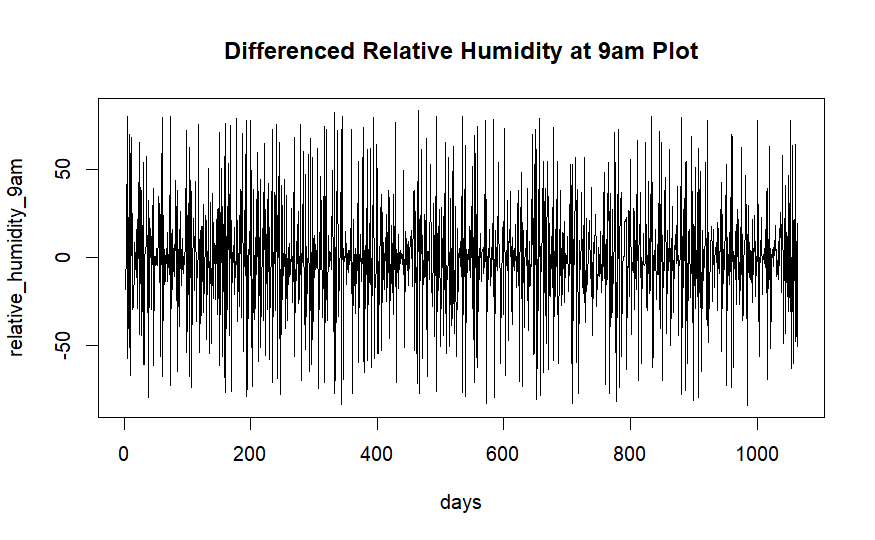 Differenced Relative Humidity at 9am Plot
relative_humidity_9am
50
0
-50
0 200 400 600 800 1000
days